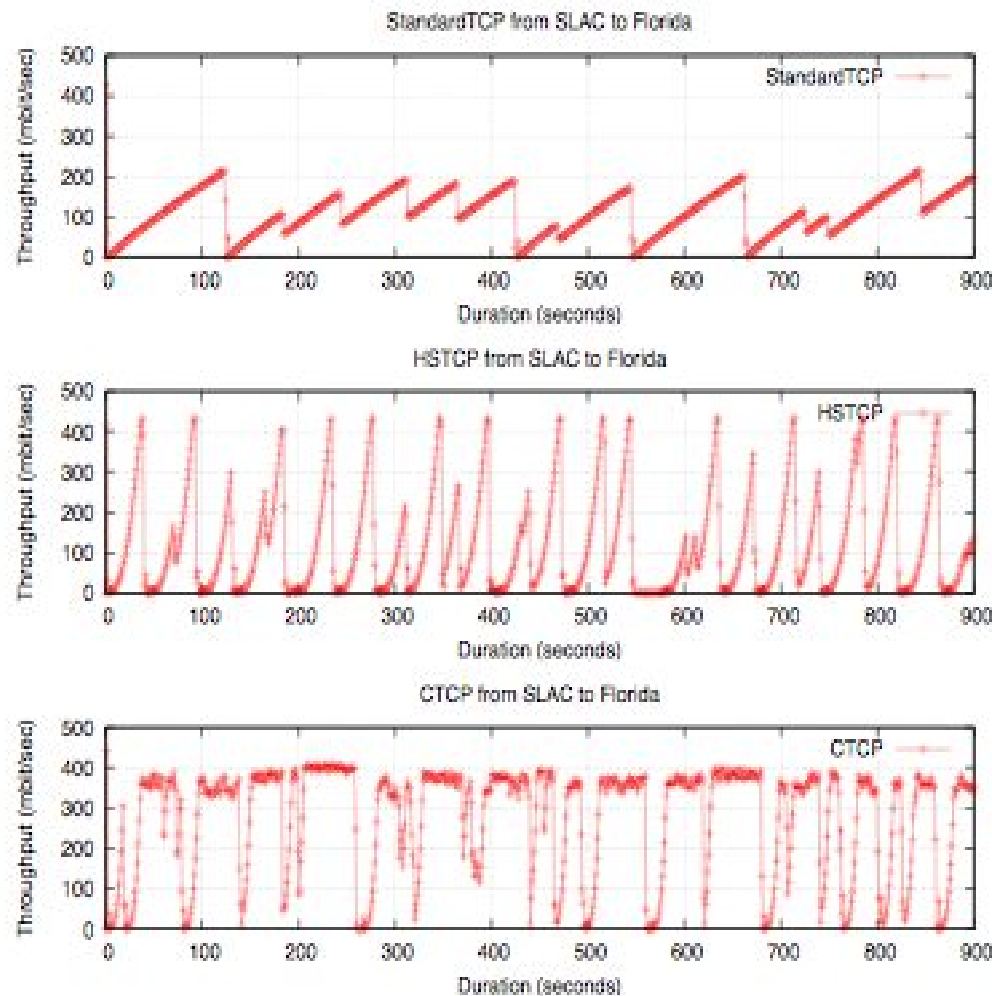 StandardTCP from SLAC to Florida
Throughput (mbit/sec)
500
400
300
200
100
0
StandardTCP
0 100 200 300 400 500 600 700 800 900
Duration (seconds)
HSTCP from SLAC to Florida
Throughput (mbit/sec)
500
400
300
200
100
0
HSTCP
0 100 200 300 400 500 600 700 800 900
Duration (seconds)
CTCP from SLAC to Florida
Throughput (mbit/sec)
500
400
300
200
100
0
CTCP
0 100 200 300 400 500 600 700 800 900
Duration (seconds)